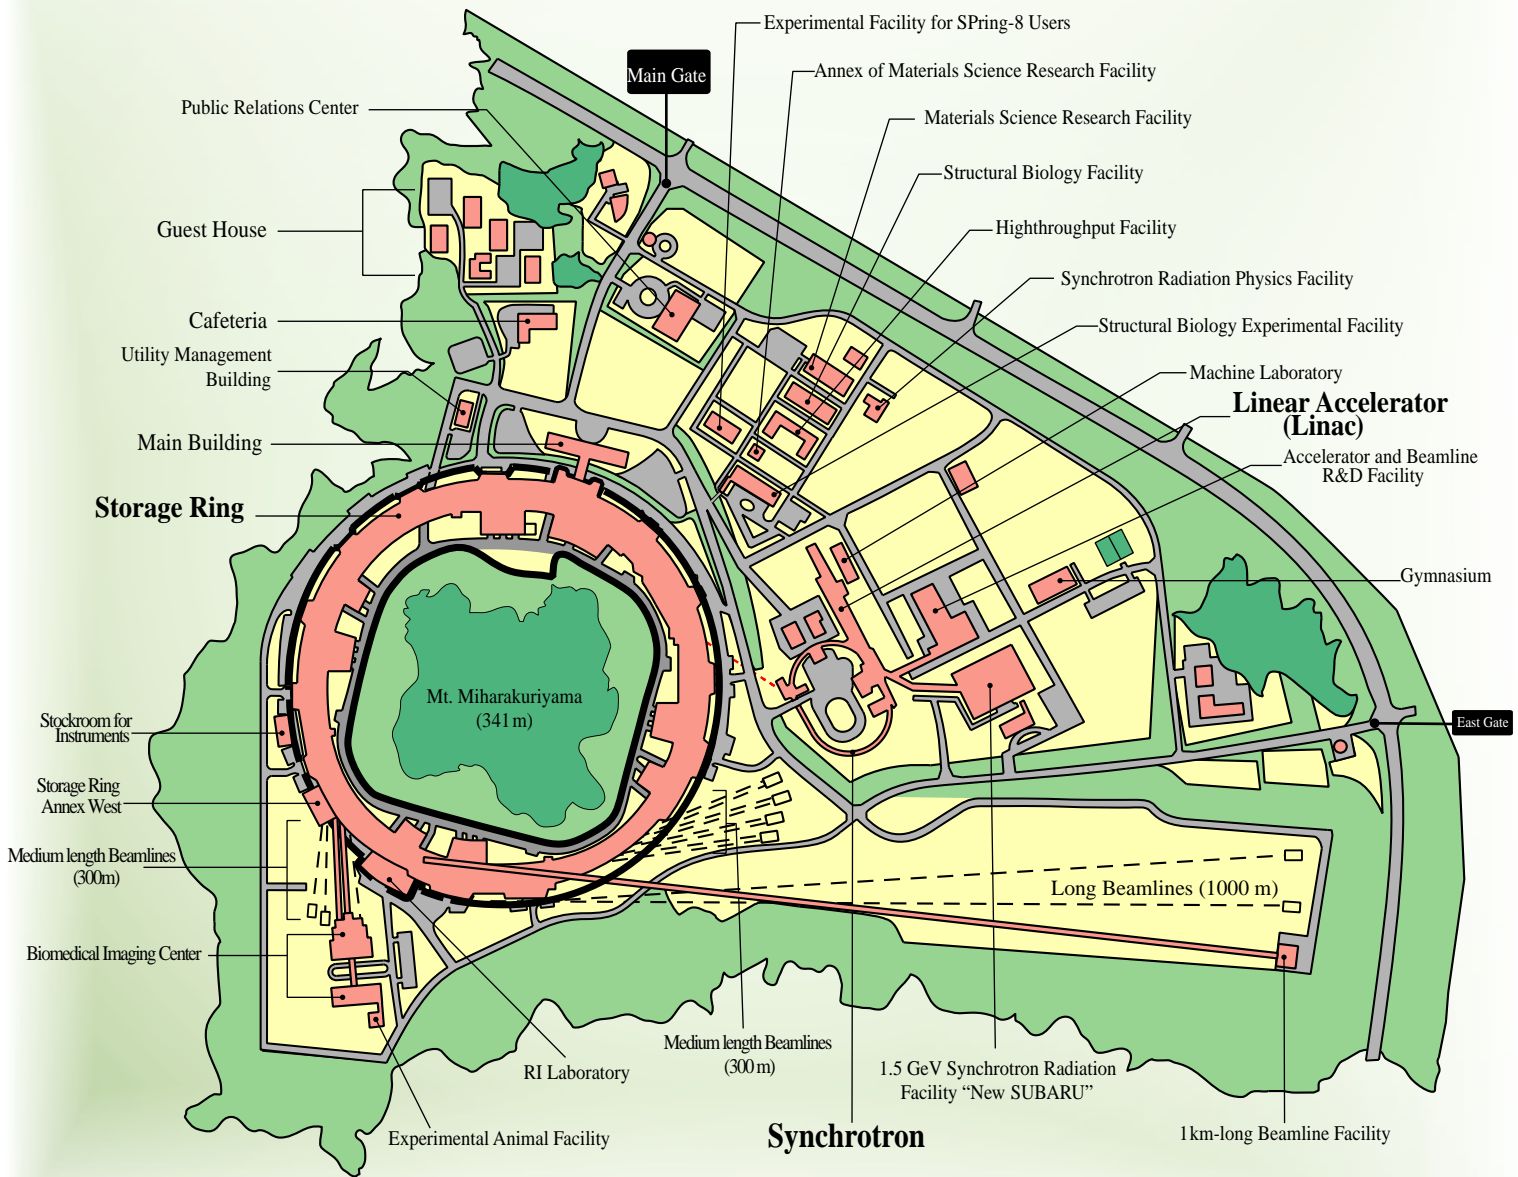 Experimental Facility for SPring-8 Users
Main Gate
Annex of Materials Science Research Facility
Public Relations Center
Materials Science Research Facility
Structural Biology Facility
Guest House
Highthroughput Facility
Synchrotron Radiation Physics Facility
Cafeteria
Structural Biology Experimental Facility
Utility Management
Building
Machine Laboratory
Linear Accelerator
(Linac)
Main Building
Accelerator and Beamline
R&D Facility
Storage Ring
Gymnasium
Mt. Miharakuriyama
(341 m)
Stockroom for
Instruments
East Gate
Storage Ring
Annex West
Medium length Beamlines
(300m)
Long Beamlines (1000 m)
Biomedical Imaging Center
Medium length Beamlines
(300 m)
RI Laboratory
1.5 GeV Synchrotron Radiation
Facility “New SUBARU”
Experimental Animal Facility
Synchrotron
1km-long Beamline Facility